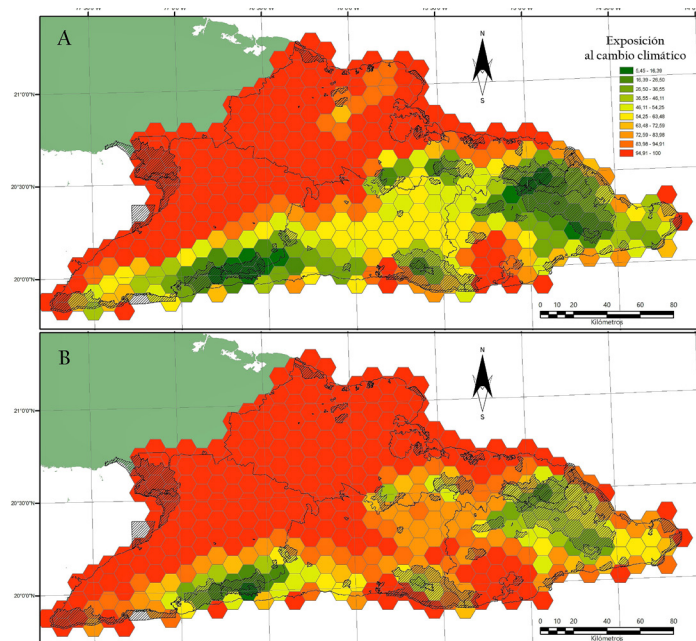 A
N
S
Exposición
al cambio climático
5,45 - 16,39
16,39 - 26,50
26,50 - 36,55
36,55 - 46,11
46,11 - 54,25
54,25 - 63,48
63,48 - 72,59
72,59 - 83,98
83,98 - 94,91
94,91 - 100
21°0'0"N
20°30'0"N
20°0'0"N
0 10 20 40 60 80
Kilómetros
B
N
S
21°0'0"N
20°30'0"N
20°0'0"N
0 10 20 40 60 80
Kilómetros